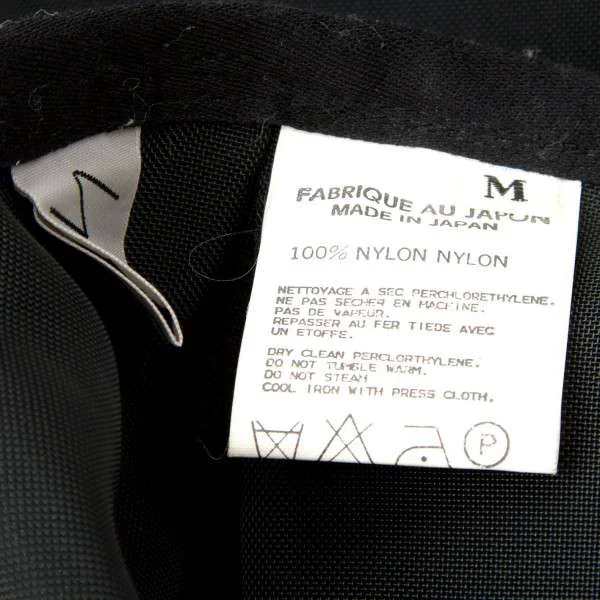 M
FABRIQUE AU JAPON
MADE IN JAPAN
100% NYLON NYLON
NETTOYAGE A SEC PERCHLORETHYLENE.
NE PAS SECHER EN MACHINE.
PAS DE VAPEUR.
REPASSER AU FER TIEDE AVEC
UN ETOFFE.
DRY CLEAN PERCLORTHYLENE.
DO NOT TUMBLE WARM.
DO NOT STEAM
COOL IRON WITH PRESS CLOTH.
P